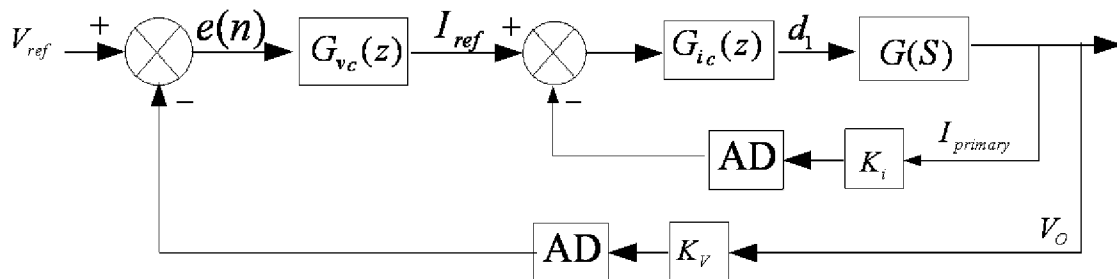 V_ref + e(n) G_vc(z) I_ref + G_ic(z) d_1 G(S)
− −
AD K_i I_primary
AD K_V V_O